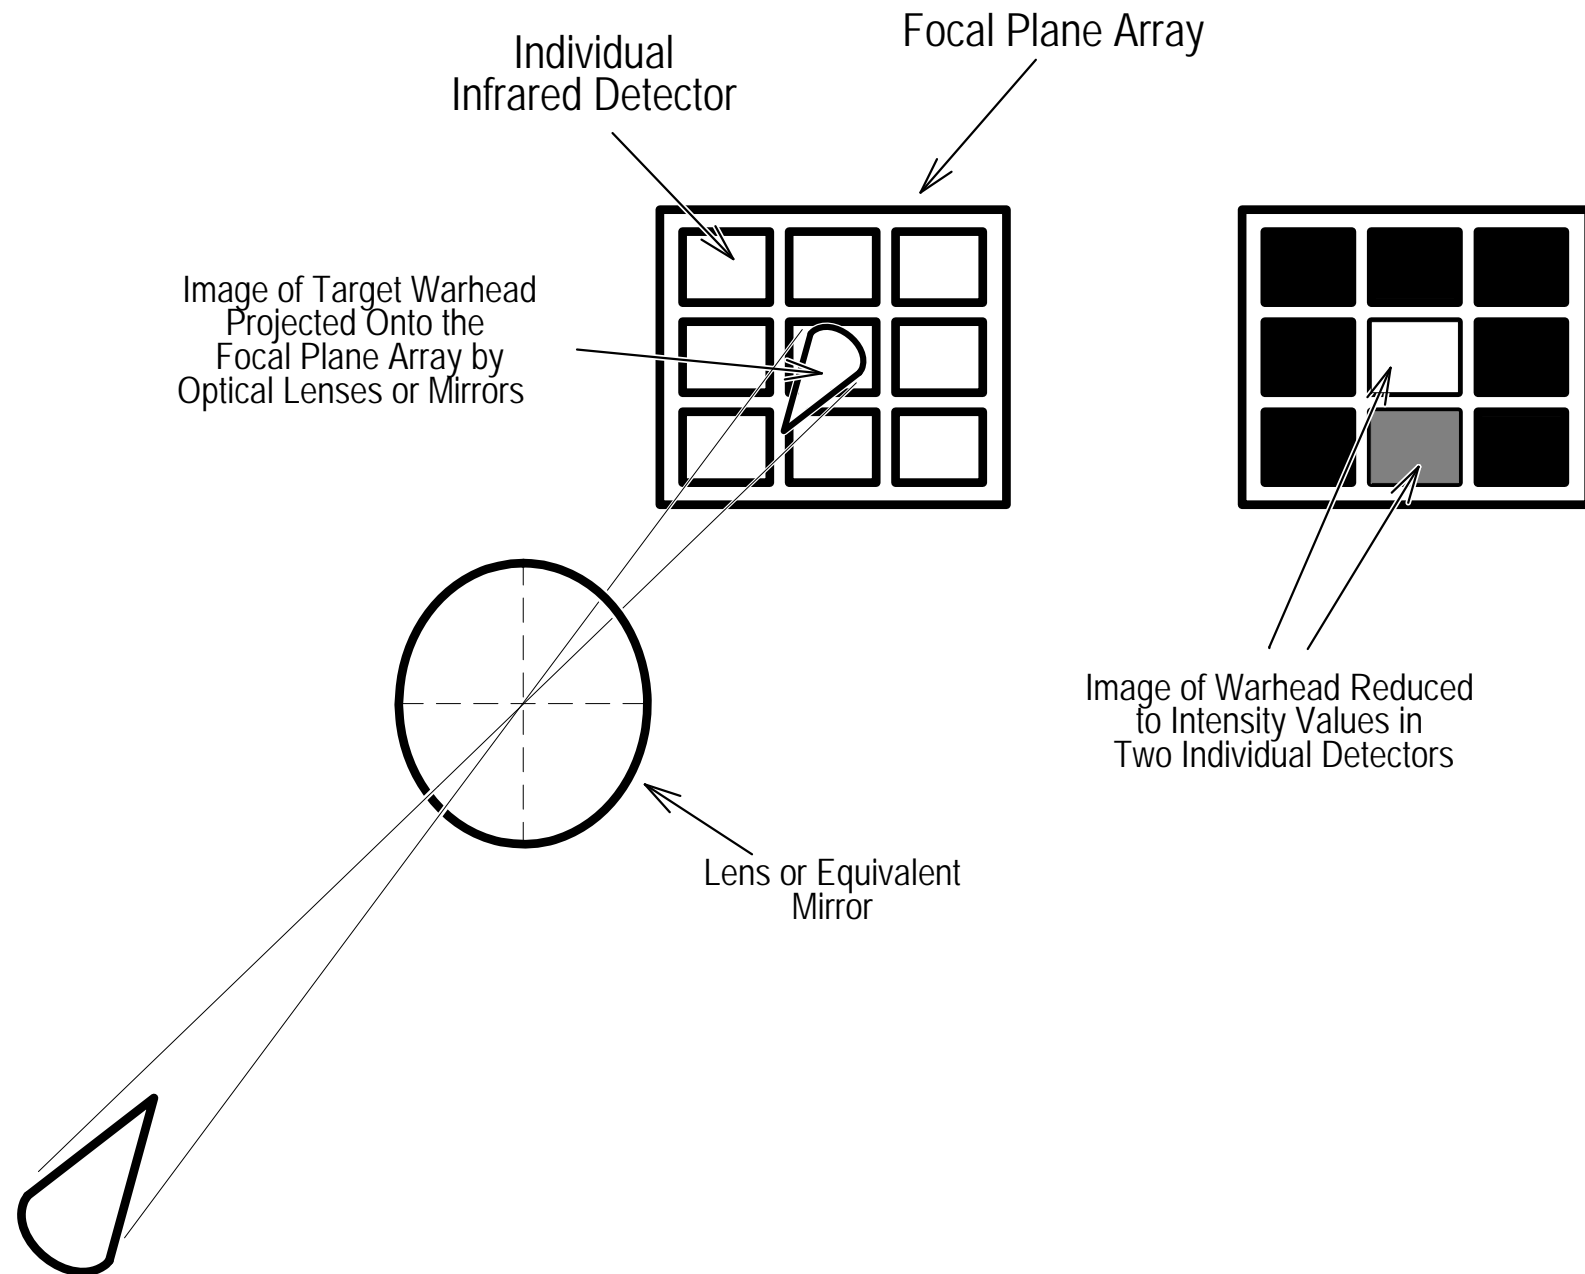 Focal Plane Array
Individual
Infrared Detector
Image of Target Warhead
Projected Onto the
Focal Plane Array by
Optical Lenses or Mirrors
Image of Warhead Reduced
to Intensity Values in
Two Individual Detectors
Lens or Equivalent
Mirror